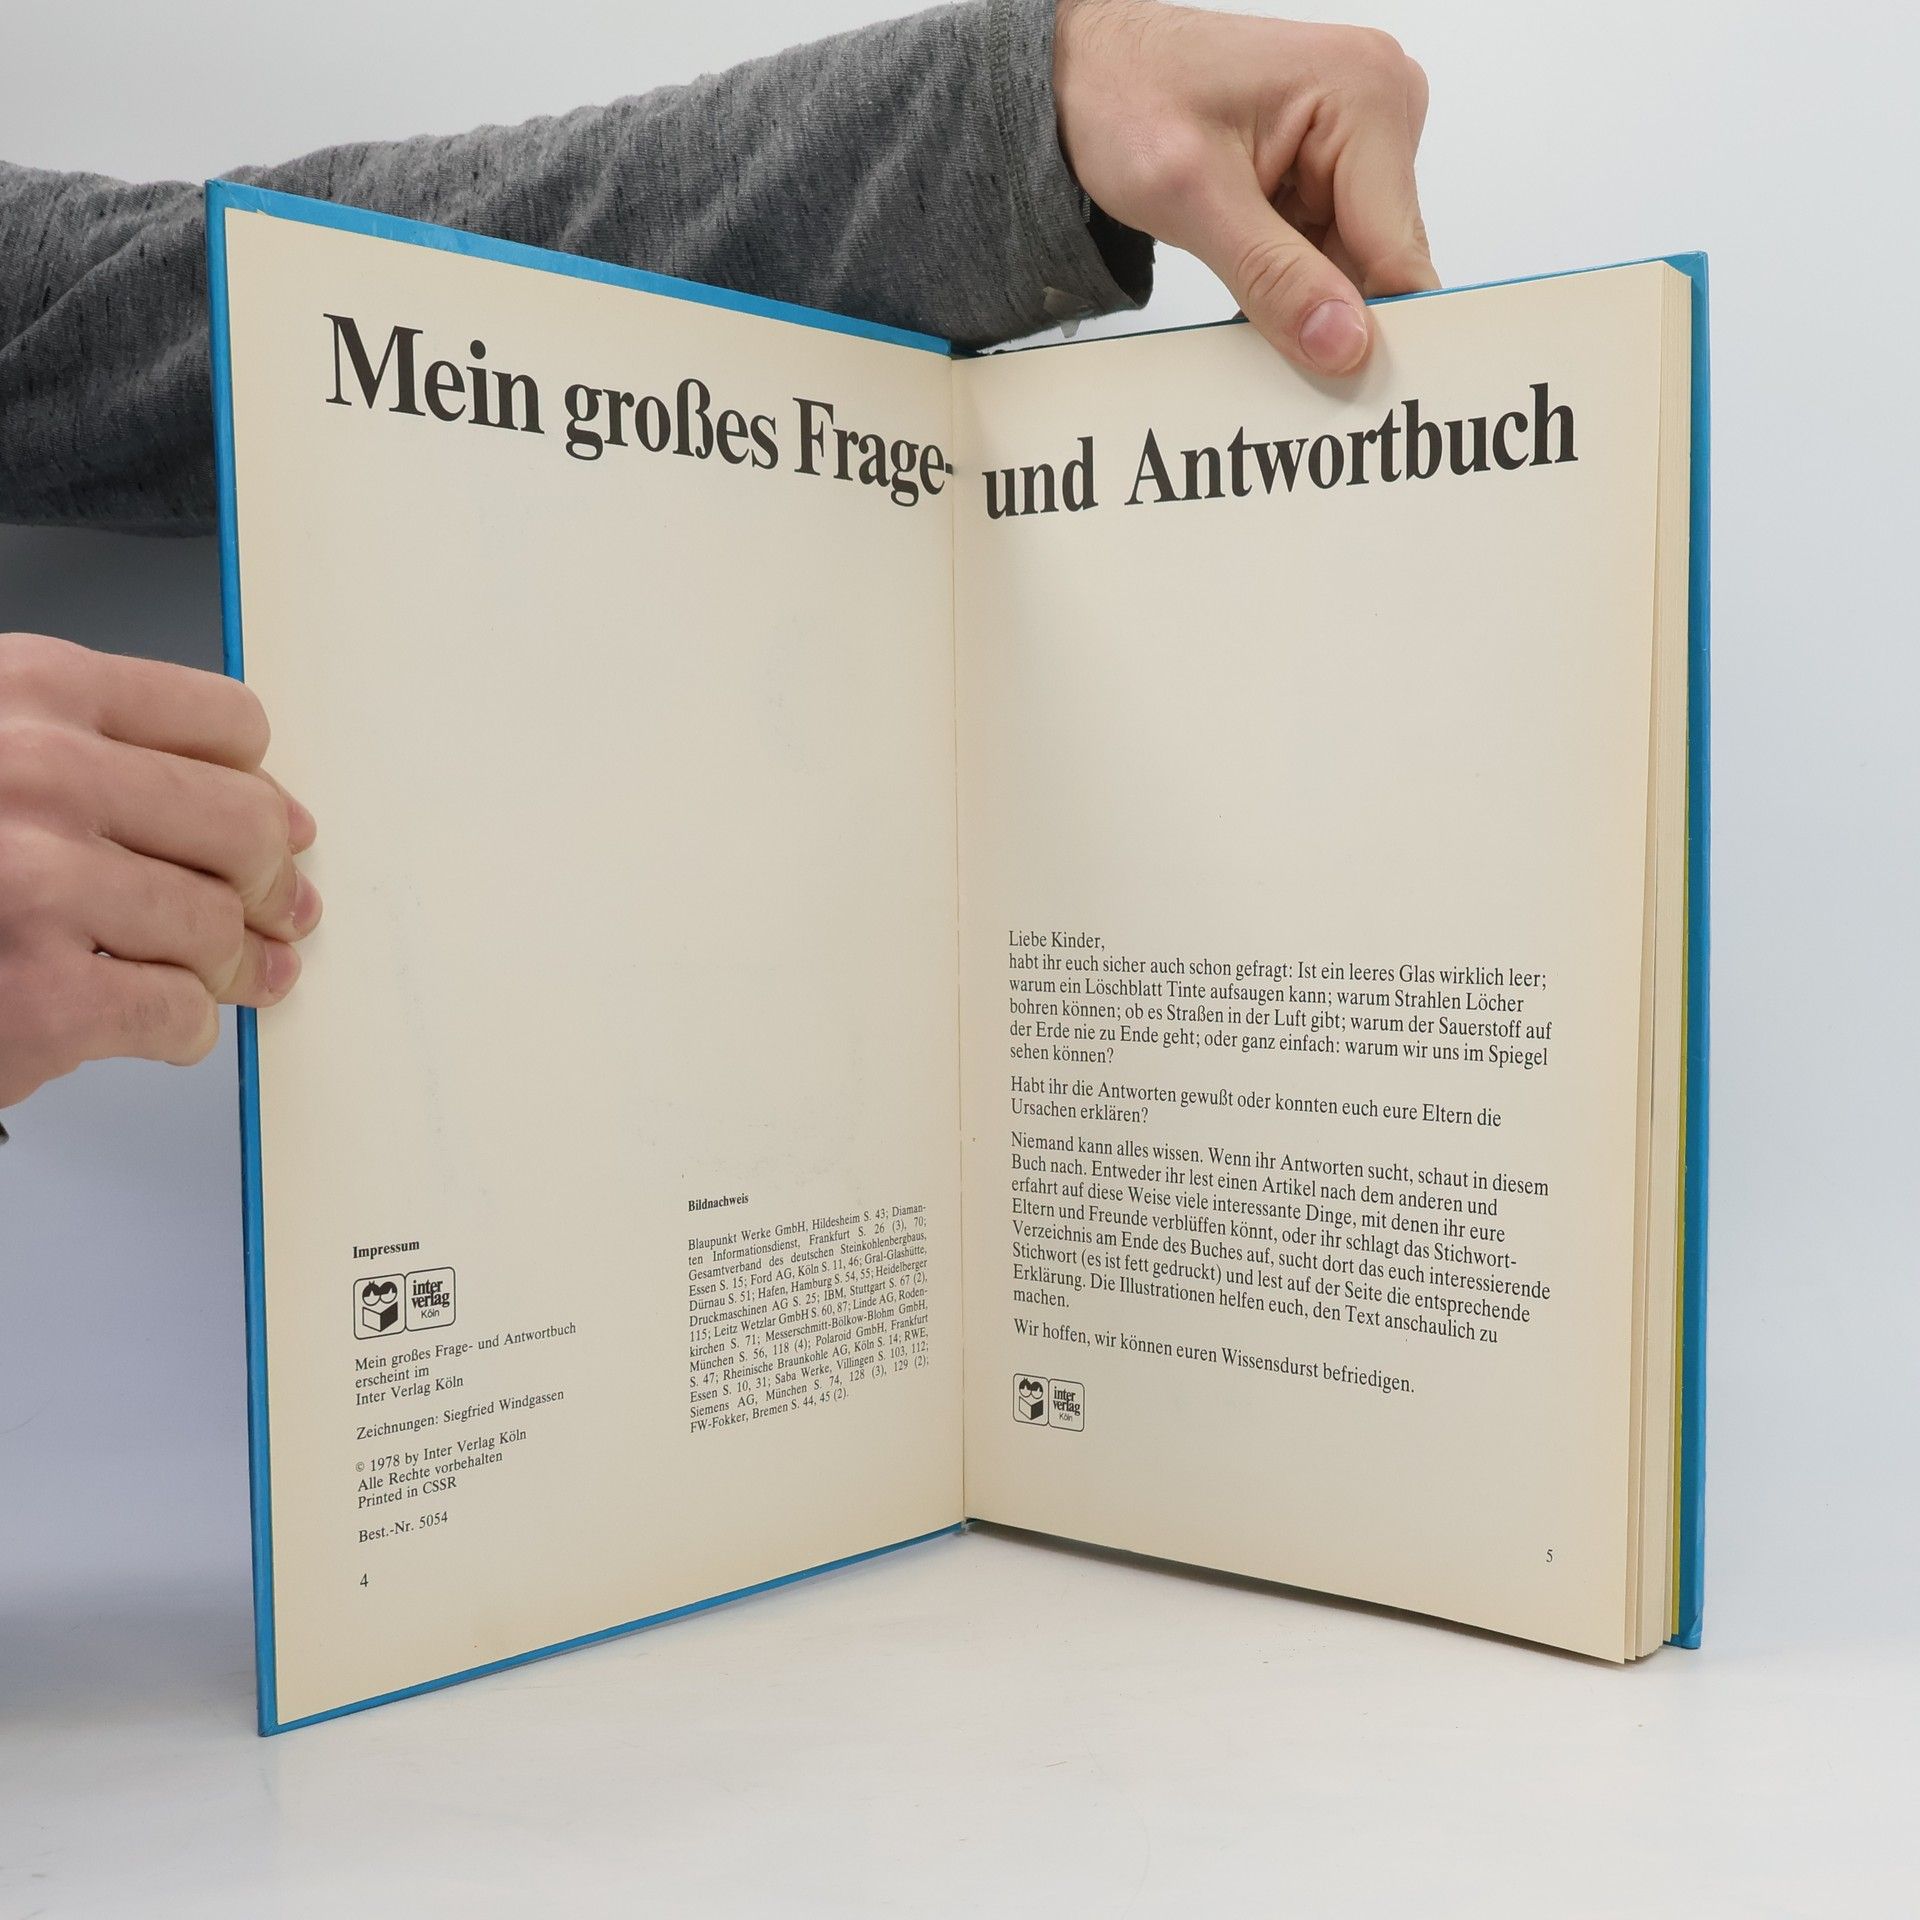 Mein großes Frage- und Antwortbuch
Impressum
inter
verlag
Köln
Mein großes Frage- und Antwortbuch
erscheint im
Inter Verlag Köln
Zeichnungen: Siegfried Windgassen
© 1978 by Inter Verlag Köln
Alle Rechte vorbehalten
Printed in CSSR
Best.-Nr. 5054
4
Bildnachweis
Blaupunkt Werke GmbH, Hildesheim S. 43; Diaman-
ten Informationsdienst, Frankfurt S. 26 (3), 70;
Gesamtverband des deutschen Steinkohlenbergbaus,
Essen S. 15; Ford AG, Köln S. 11, 46; Gral-Glashütte,
Dürnau S. 51; Hafen, Hamburg S. 54, 55; Heidelberger
Druckmaschinen AG S. 25; IBM, Stuttgart S. 67 (2),
115; Leitz Wetzlar GmbH S. 60, 87; Linde AG, Roden-
kirchen S. 71; Messerschmitt-Bölkow-Blohm GmbH,
München S. 56, 118 (4); Polaroid GmbH, Frankfurt
S. 47; Rheinische Braunkohle AG, Köln S. 14; RWE,
Essen S. 10, 31; Saba Werke, Villingen S. 103, 112;
Siemens AG, München S. 74, 128 (3), 129 (2);
FW-Fokker, Bremen S. 44, 45 (2).
Liebe Kinder,
habt ihr euch sicher auch schon gefragt: Ist ein leeres Glas wirklich leer;
warum ein Löschblatt Tinte aufsaugen kann; warum Strahlen Löcher
bohren können; ob es Straßen in der Luft gibt; warum der Sauerstoff auf
der Erde nie zu Ende geht; oder ganz einfach: warum wir uns im Spiegel
sehen können?
Habt ihr die Antworten gewußt oder konnten euch eure Eltern die
Ursachen erklären?
Niemand kann alles wissen. Wenn ihr Antworten sucht, schaut in diesem
Buch nach. Entweder ihr lest einen Artikel nach dem anderen und
erfahrt auf diese Weise viele interessante Dinge, mit denen ihr eure
Eltern und Freunde verblüffen könnt, oder ihr schlagt das Stichwort-
Verzeichnis am Ende des Buches auf, sucht dort das euch interessierende
Stichwort (es ist fett gedruckt) und lest auf der Seite die entsprechende
Erklärung. Die Illustrationen helfen euch, den Text anschaulich zu
machen.
Wir hoffen, wir können euren Wissensdurst befriedigen.
inter
verlag
Köln
5